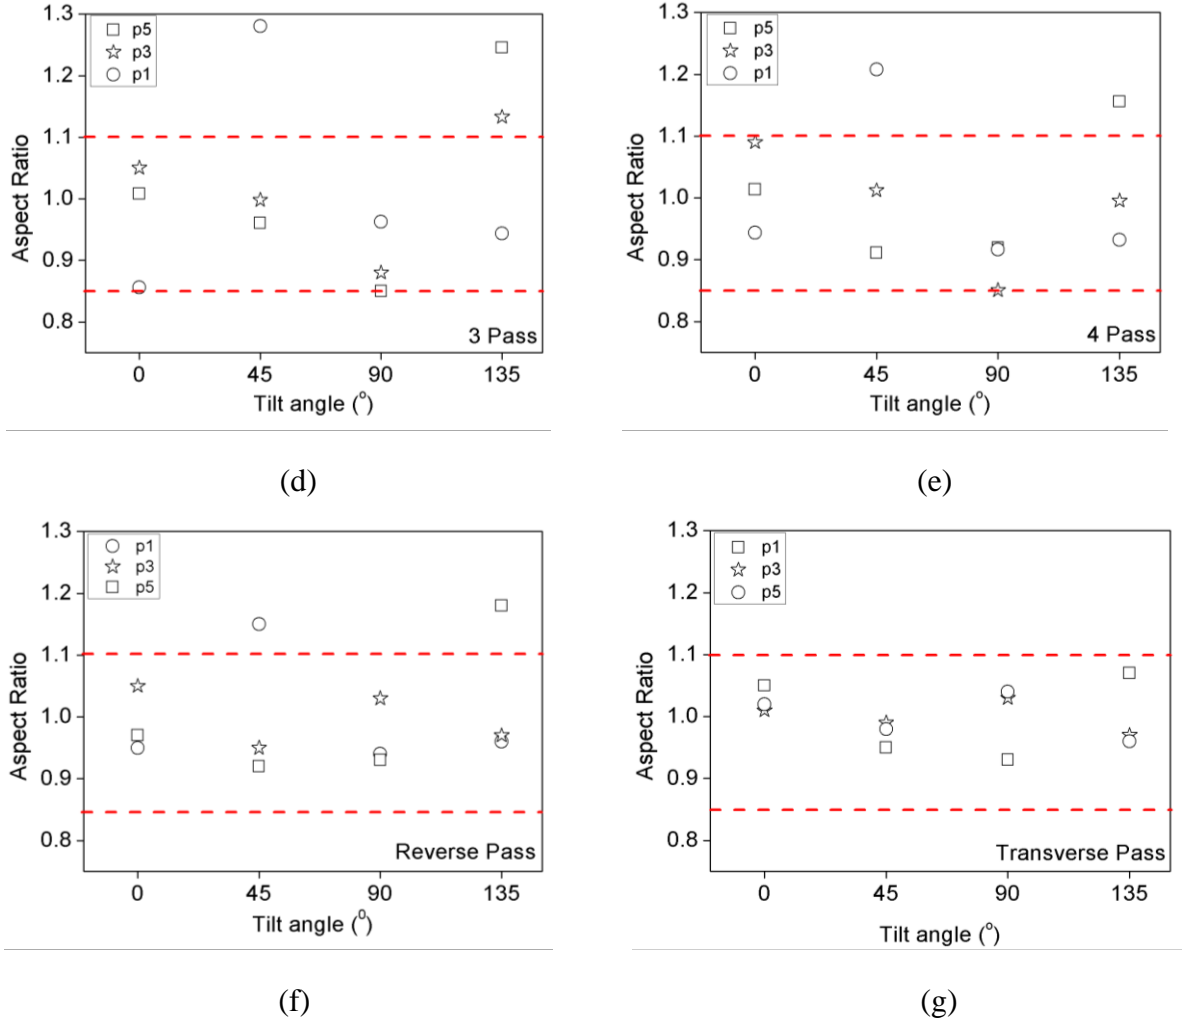 1.3
1.2
1.1
1.0
0.9
0.8
Aspect Ratio
p5
p3
p1
3 Pass
0 45 90 135
Tilt angle (o)
(d)
1.3
1.2
1.1
1.0
0.9
0.8
Aspect Ratio
p5
p3
p1
4 Pass
0 45 90 135
Tilt angle (o)
(e)
1.3
1.2
1.1
1.0
0.9
0.8
Aspect Ratio
p1
p3
p5
Reverse Pass
0 45 90 135
Tilt angle (0)
(f)
1.3
1.2
1.1
1.0
0.9
0.8
Aspect Ratio
p1
p3
p5
Transverse Pass
0 45 90 135
Tilt angle (o)
(g)